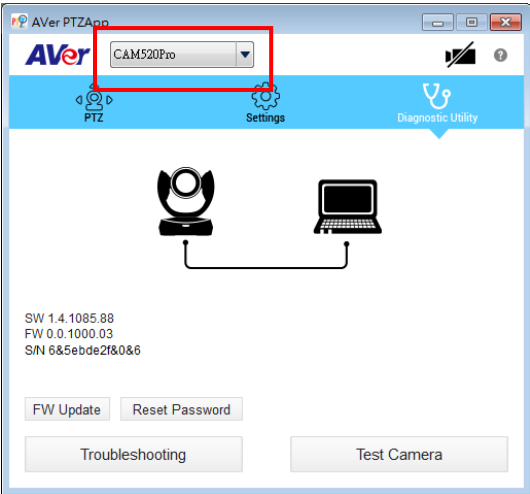 AVer PTZApp
AVer CAM520Pro ?
PTZ Settings Diagnostic Utility
SW 1.4.1085.88
FW 0.0.1000.03
S/N 6&5ebde2f&0&6
FW Update Reset Password
Troubleshooting Test Camera